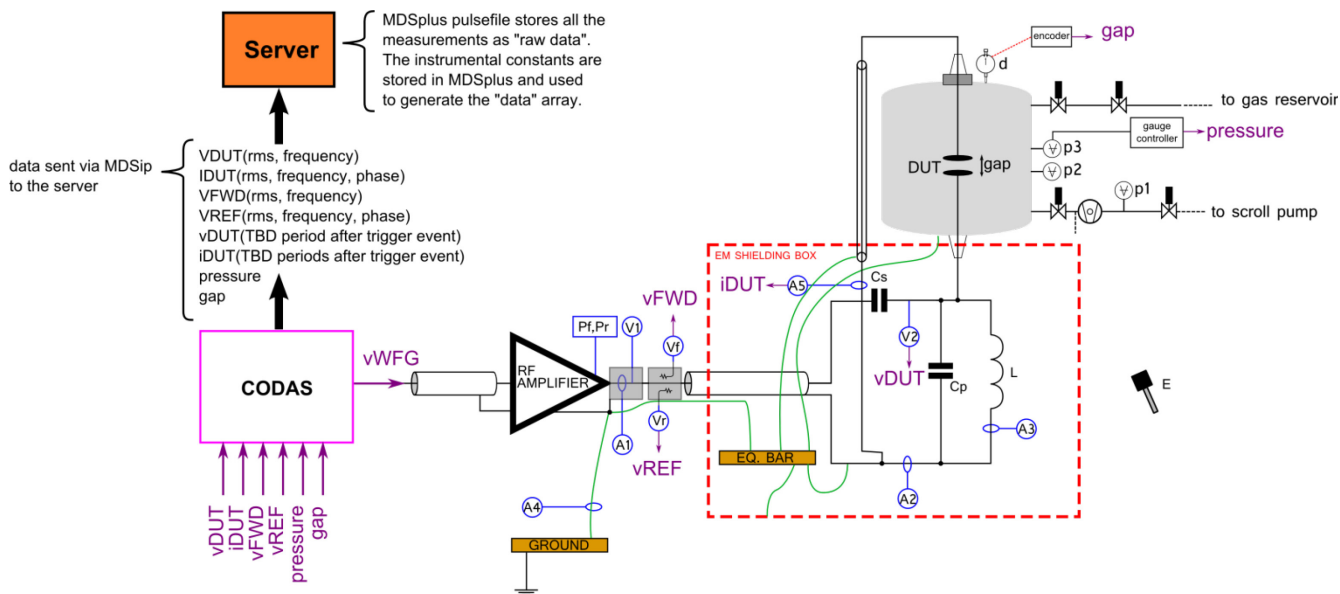 Server
MDSplus pulsefile stores all the
measurements as "raw data".
The instrumental constants are
stored in MDSplus and used
to generate the "data" array.
data sent via MDSip
to the server
VDUT(rms, frequency)
IDUT(rms, frequency, phase)
VFWD(rms, frequency)
VREF(rms, frequency, phase)
vDUT(TBD period after trigger event)
iDUT(TBD periods after trigger event)
pressure
gap
CODAS
vWFG
vDUT
iDUT
vFWD
vREF
pressure
gap
RF
AMPLIFIER
Pf,Pr
V1
A1
vFWD
Vf
Vr
vREF
A4
GROUND
EQ. BAR
EM SHIELDING BOX
iDUT
A5
Cs
V2
vDUT
Cp
L
A3
A2
E
DUT
gap
d
encoder
gap
to gas reservoir
gauge
controller
pressure
p3
p2
p1
to scroll pump